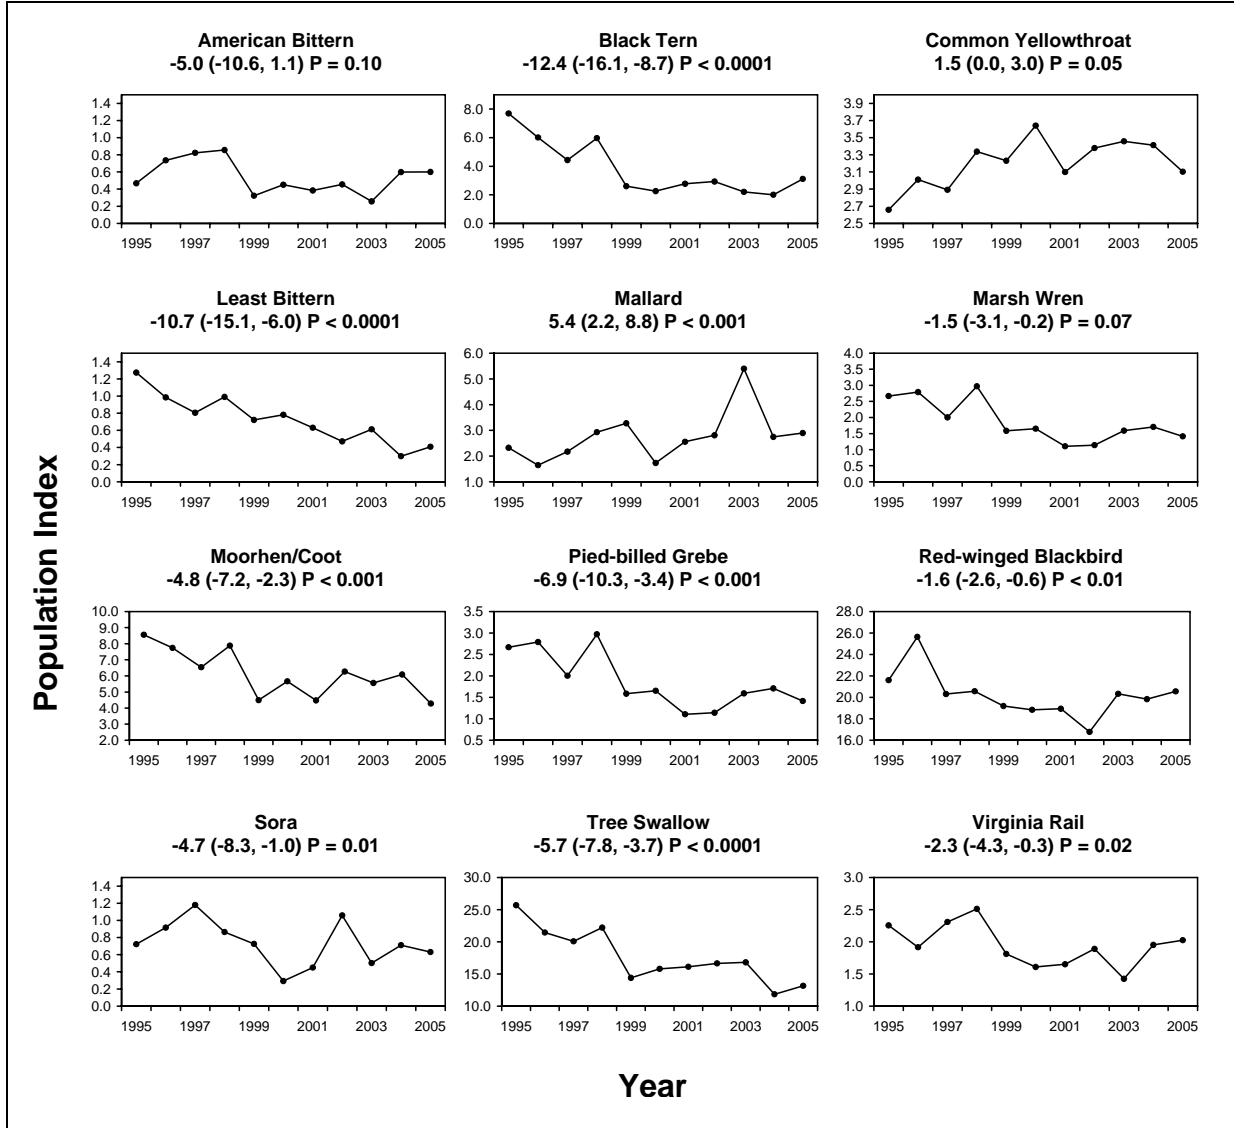 American Bittern
-5.0 (-10.6, 1.1) P = 0.10
1.4
1.2
1.0
0.8
0.6
0.4
0.2
0.0
1995 1997 1999 2001 2003 2005
Black Tern
-12.4 (-16.1, -8.7) P < 0.0001
8.0
6.0
4.0
2.0
0.0
1995 1997 1999 2001 2003 2005
Common Yellowthroat
1.5 (0.0, 3.0) P = 0.05
3.9
3.7
3.5
3.3
3.1
2.9
2.7
2.5
1995 1997 1999 2001 2003 2005
Least Bittern
-10.7 (-15.1, -6.0) P < 0.0001
1.4
1.2
1.0
0.8
0.6
0.4
0.2
0.0
1995 1997 1999 2001 2003 2005
Mallard
5.4 (2.2, 8.8) P < 0.001
6.0
5.0
4.0
3.0
2.0
1.0
1995 1997 1999 2001 2003 2005
Marsh Wren
-1.5 (-3.1, -0.2) P = 0.07
4.0
3.5
3.0
2.5
2.0
1.5
1.0
0.5
0.0
1995 1997 1999 2001 2003 2005
Moorhen/Coot
-4.8 (-7.2, -2.3) P < 0.001
10.0
9.0
8.0
7.0
6.0
5.0
4.0
3.0
2.0
1995 1997 1999 2001 2003 2005
Pied-billed Grebe
-6.9 (-10.3, -3.4) P < 0.001
3.5
3.0
2.5
2.0
1.5
1.0
0.5
1995 1997 1999 2001 2003 2005
Red-winged Blackbird
-1.6 (-2.6, -0.6) P < 0.01
28.0
26.0
24.0
22.0
20.0
18.0
16.0
1995 1997 1999 2001 2003 2005
Sora
-4.7 (-8.3, -1.0) P = 0.01
1.4
1.2
1.0
0.8
0.6
0.4
0.2
0.0
1995 1997 1999 2001 2003 2005
Tree Swallow
-5.7 (-7.8, -3.7) P < 0.0001
30.0
25.0
20.0
15.0
10.0
1995 1997 1999 2001 2003 2005
Virginia Rail
-2.3 (-4.3, -0.3) P = 0.02
3.0
2.5
2.0
1.5
1.0
1995 1997 1999 2001 2003 2005
Population Index
Year